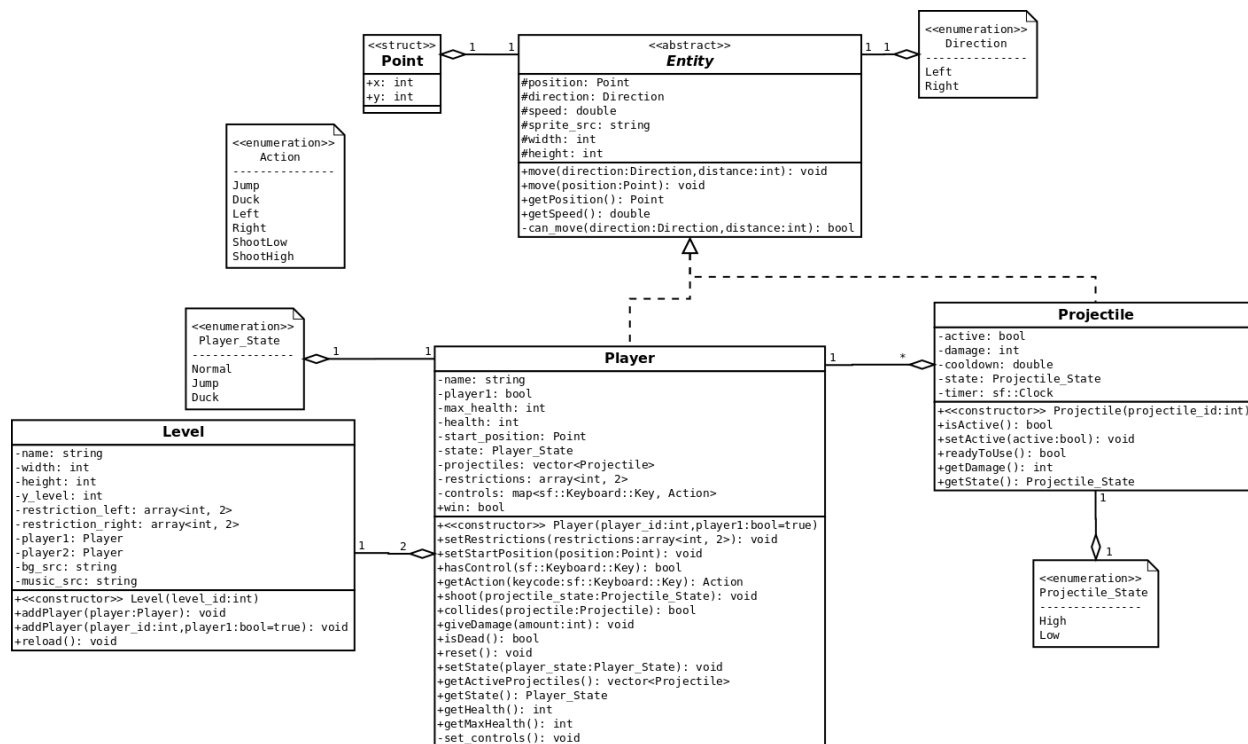 <<struct>>
Point
+x: int
+y: int
1
1
<<abstract>>
Entity
#position: Point
#direction: Direction
#speed: double
#sprite_src: string
#width: int
#height: int
+move(direction:Direction,distance:int): void
+move(position:Point): void
+getPosition(): Point
+getSpeed(): double
-can_move(direction:Direction,distance:int): bool
1
1
<<enumeration>>
Direction
---------------
Left
Right
<<enumeration>>
Action
---------------
Jump
Duck
Left
Right
ShootLow
ShootHigh
<<enumeration>>
Player_State
---------------
Normal
Jump
Duck
1
1
Player
-name: string
-player1: bool
-max_health: int
-health: int
-start_position: Point
-state: Player_State
-projectiles: vector<Projectile>
-restrictions: array<int, 2>
-controls: map<sf::Keyboard::Key, Action>
+win: bool
+<<constructor>> Player(player_id:int,player1:bool=true)
+setRestrictions(restrictions:array<int, 2>): void
+setStartPosition(position:Point): void
+hasControl(sf::Keyboard::Key): bool
+getAction(keycode:sf::Keyboard::Key): Action
+shoot(projectile_state:Projectile_State): void
+collides(projectile:Projectile): bool
+giveDamage(amount:int): void
+isDead(): bool
+reset(): void
+setState(player_state:Player_State): void
+getActiveProjectiles(): vector<Projectile>
+getState(): Player_State
+getHealth(): int
+getMaxHealth(): int
-set_controls(): void
1
*
Projectile
-active: bool
-damage: int
-cooldown: double
-state: Projectile_State
-timer: sf::Clock
+<<constructor>> Projectile(projectile_id:int)
+isActive(): bool
+setActive(active:bool): void
+readyToUse(): bool
+getDamage(): int
+getState(): Projectile_State
1
1
<<enumeration>>
Projectile_State
---------------
High
Low
Level
-name: string
-width: int
-height: int
-y_level: int
-restriction_left: array<int, 2>
-restriction_right: array<int, 2>
-player1: Player
-player2: Player
-bg_src: string
-music_src: string
+<<constructor>> Level(level_id:int)
+addPlayer(player:Player): void
+addPlayer(player_id:int,player1:bool=true): void
+reload(): void
1
2